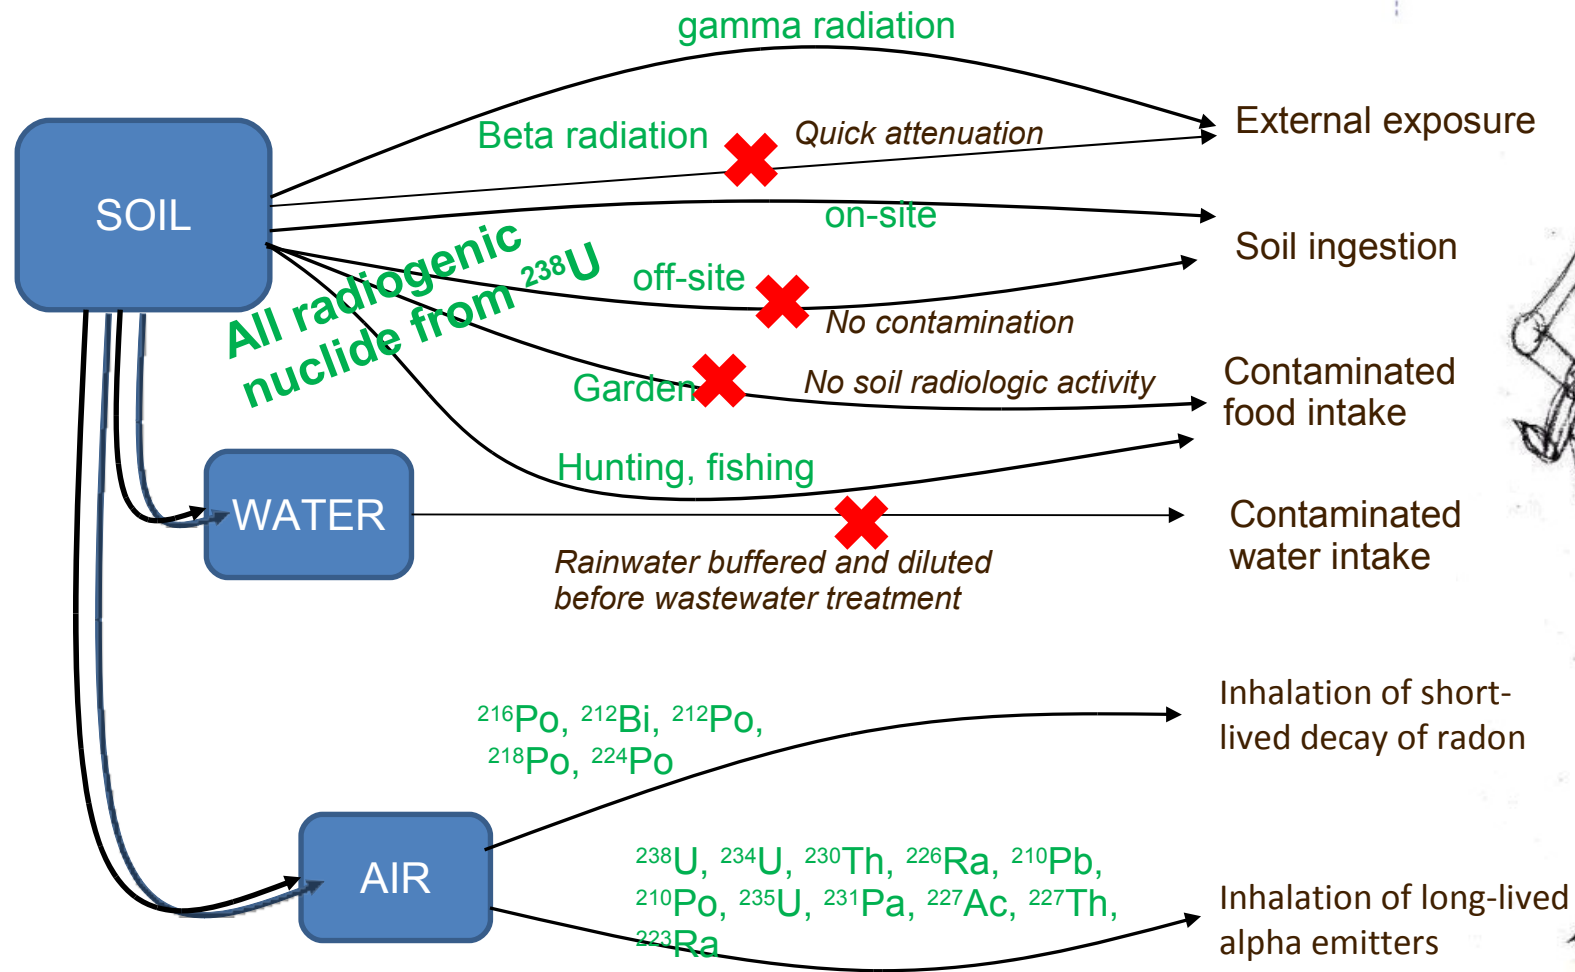 gamma radiation
Beta radiation
Quick attenuation
External exposure
SOIL
on-site
Soil ingestion
All radiogenic
nuclide from ²³⁸U
off-site
No contamination
Garden
No soil radiologic activity
Contaminated
food intake
Hunting, fishing
WATER
Contaminated
water intake
Rainwater buffered and diluted
before wastewater treatment
²¹⁶Po, ²¹²Bi, ²¹²Po,
²¹⁸Po, ²²⁴Po
Inhalation of short-
lived decay of radon
AIR
²³⁸U, ²³⁴U, ²³⁰Th, ²²⁶Ra, ²¹⁰Pb,
²¹⁰Po, ²³⁵U, ²³¹Pa, ²²⁷Ac, ²²⁷Th,
²²³Ra
Inhalation of long-lived
alpha emitters